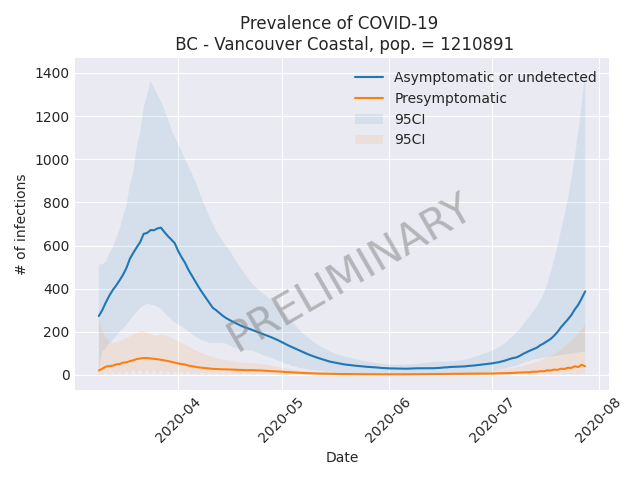 Prevalence of COVID-19
BC - Vancouver Coastal, pop. = 1210891
# of infections
1400
1200
1000
800
600
400
200
0
Asymptomatic or undetected
Presymptomatic
95CI
95CI
PRELIMINARY
2020-04
2020-05
2020-06
2020-07
2020-08
Date